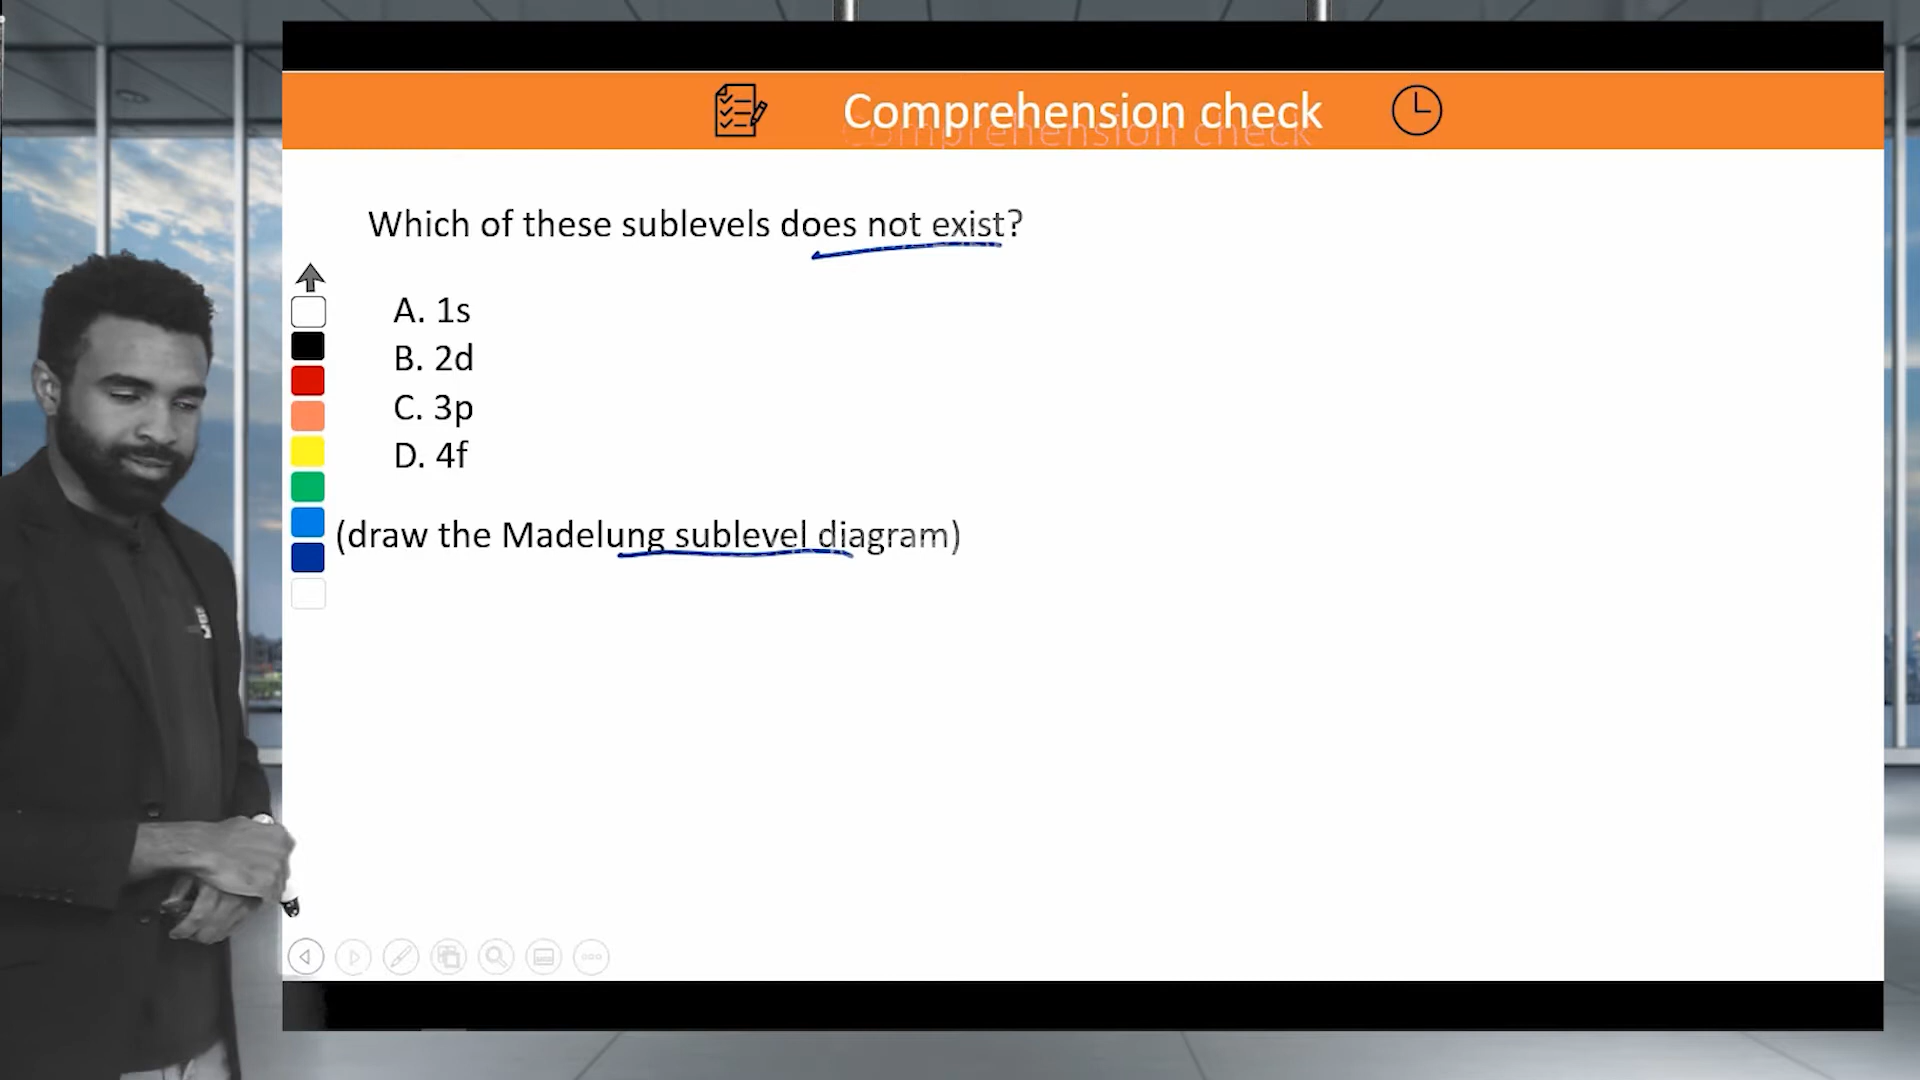 Comprehension check
Which of these sublevels does not exist?
A. 1s
B. 2d
C. 3p
D. 4f
(draw the Madelung sublevel diagram)